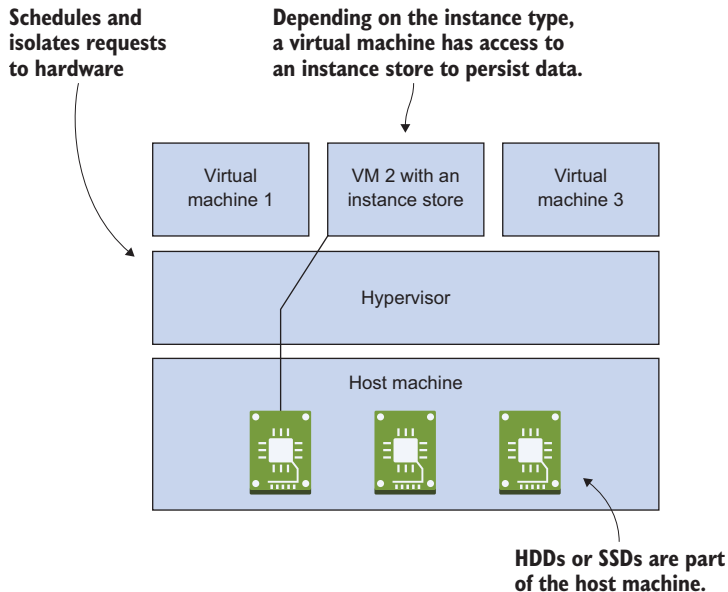 Schedules and
isolates requests
to hardware
Depending on the instance type,
a virtual machine has access to
an instance store to persist data.
Virtual
machine 1
VM 2 with an
instance store
Virtual
machine 3
Hypervisor
Host machine
HDDs or SSDs are part
of the host machine.